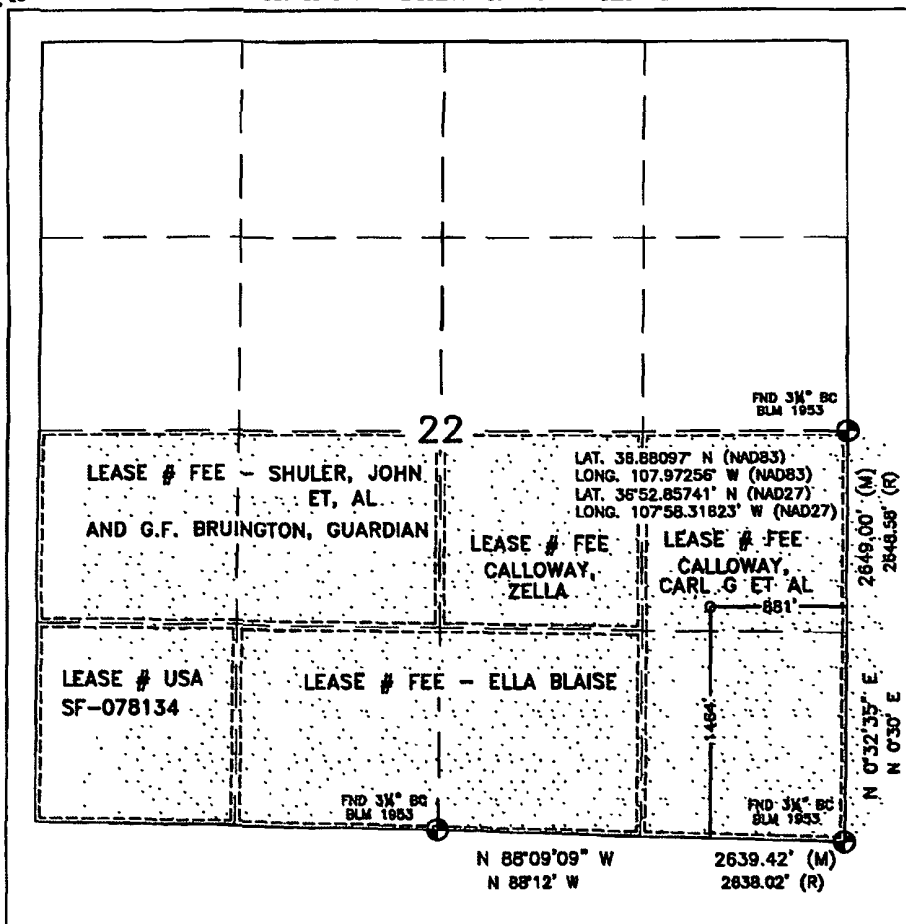 22
FND 3¼" BC
BLM 1953
LAT. 36.88097° N (NAD83)
LONG. 107.97256° W (NAD83)
LAT. 36°52.85741' N (NAD27)
LONG. 107°58.31823' W (NAD27)
2649.00' (M)
2648.58' (R)
LEASE # FEE - SHULER, JOHN
ET, AL
AND G.F. BRUINGTON, GUARDIAN
LEASE # FEE
CALLOWAY,
ZELLA
LEASE # FEE
CALLOWAY,
CARL G ET AL
881'
LEASE # USA
SF-078134
LEASE # FEE - ELLA BLAISE
1464'
N 0°32'35" E
N 0°30' E
FND 3¼" BC
BLM 1953
FND 3¼" BC
BLM 1953
N 88°09'09" W
N 88°12' W
2639.42' (M)
2638.02' (R)